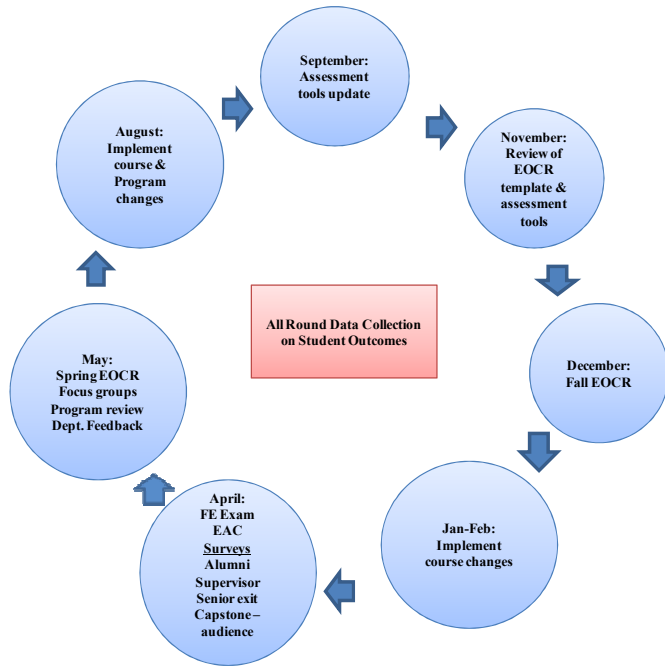 September:
Assessment
tools update
November:
Review of
EOCR
template &
assessment
tools
December:
Fall EOCR
Jan-Feb:
Implement
course changes
April:
FE Exam
EAC
Surveys
Alumni
Supervisor
Senior exit
Capstone –
audience
May:
Spring EOCR
Focus groups
Program review
Dept. Feedback
August:
Implement
course &
Program
changes
All Round Data Collection
on Student Outcomes